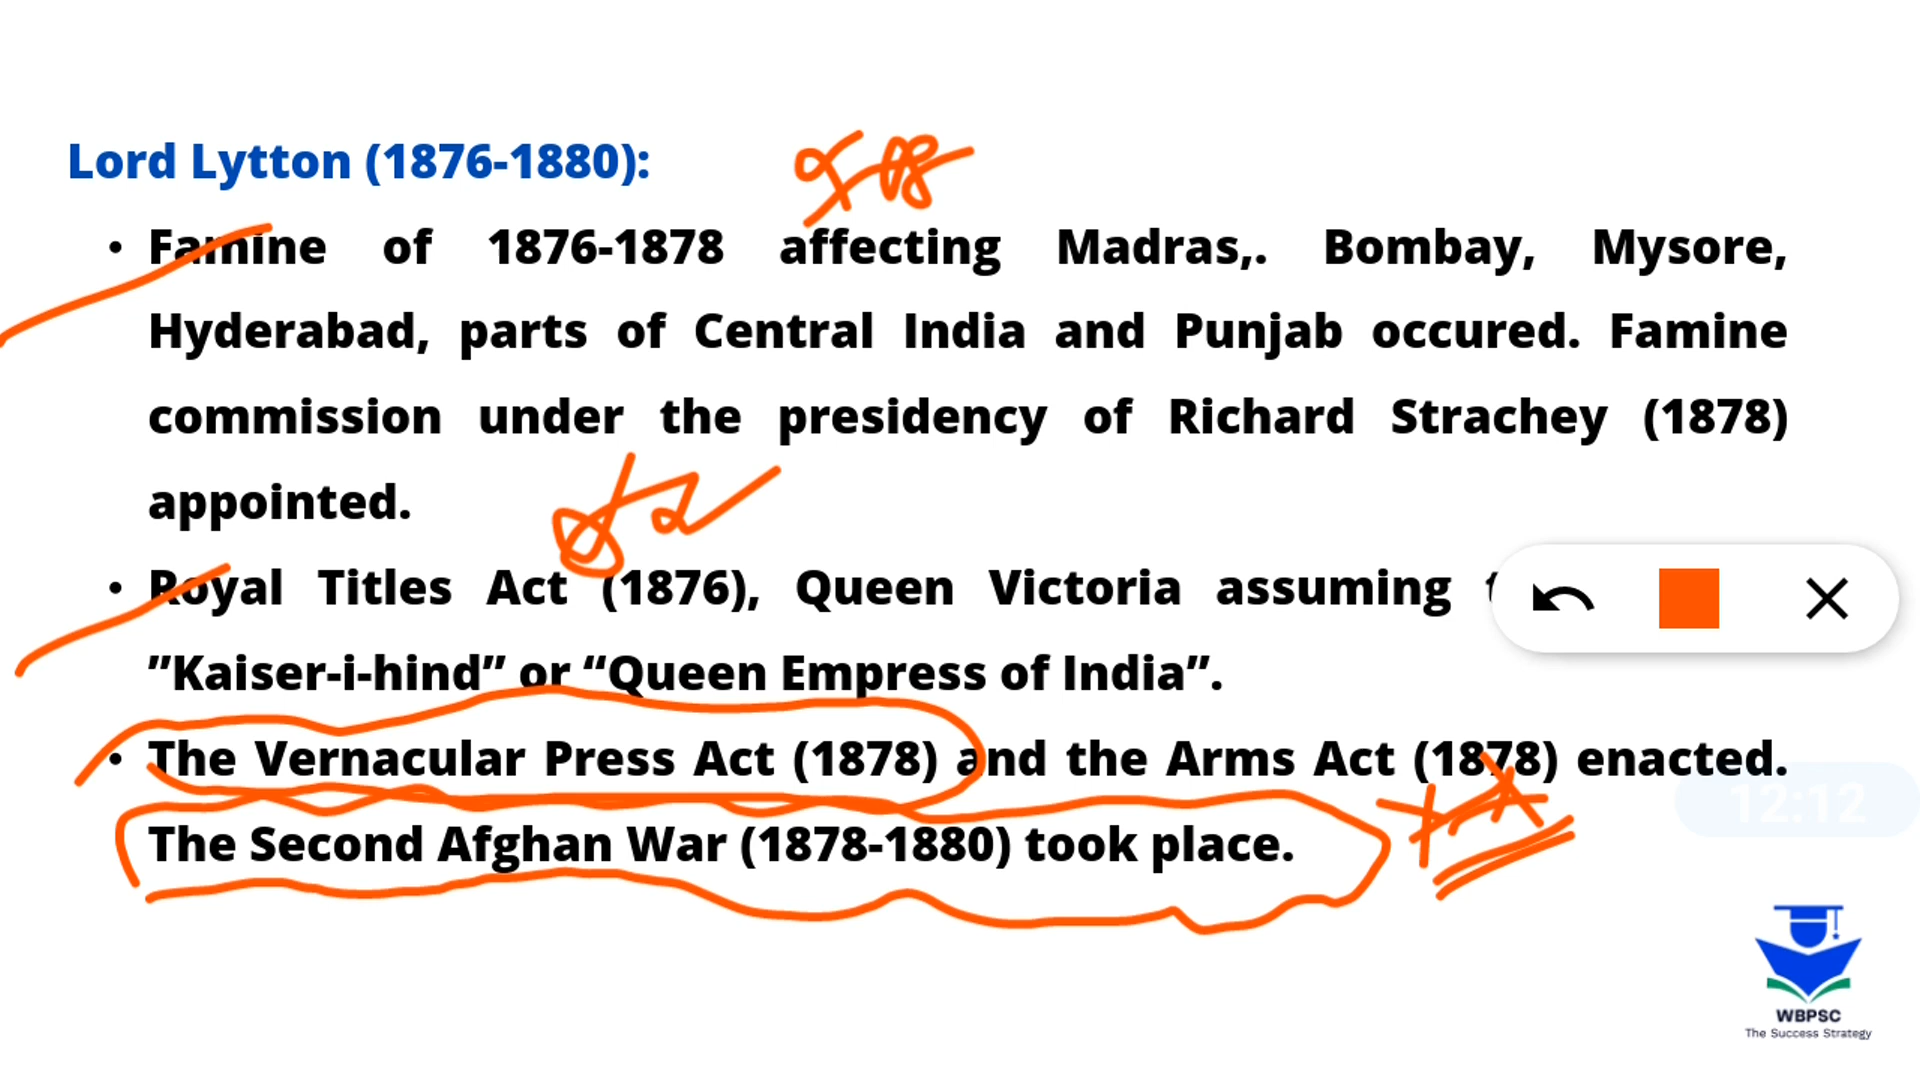 Lord Lytton (1876-1880):
• Famine of 1876-1878 affecting Madras,. Bombay, Mysore,
Hyderabad, parts of Central India and Punjab occured. Famine
commission under the presidency of Richard Strachey (1878)
appointed.
• Royal Titles Act (1876), Queen Victoria assuming
”Kaiser-i-hind” or “Queen Empress of India”.
• The Vernacular Press Act (1878) and the Arms Act (1878) enacted.
The Second Afghan War (1878-1880) took place.
12:12
WBPSC
The Success Strategy